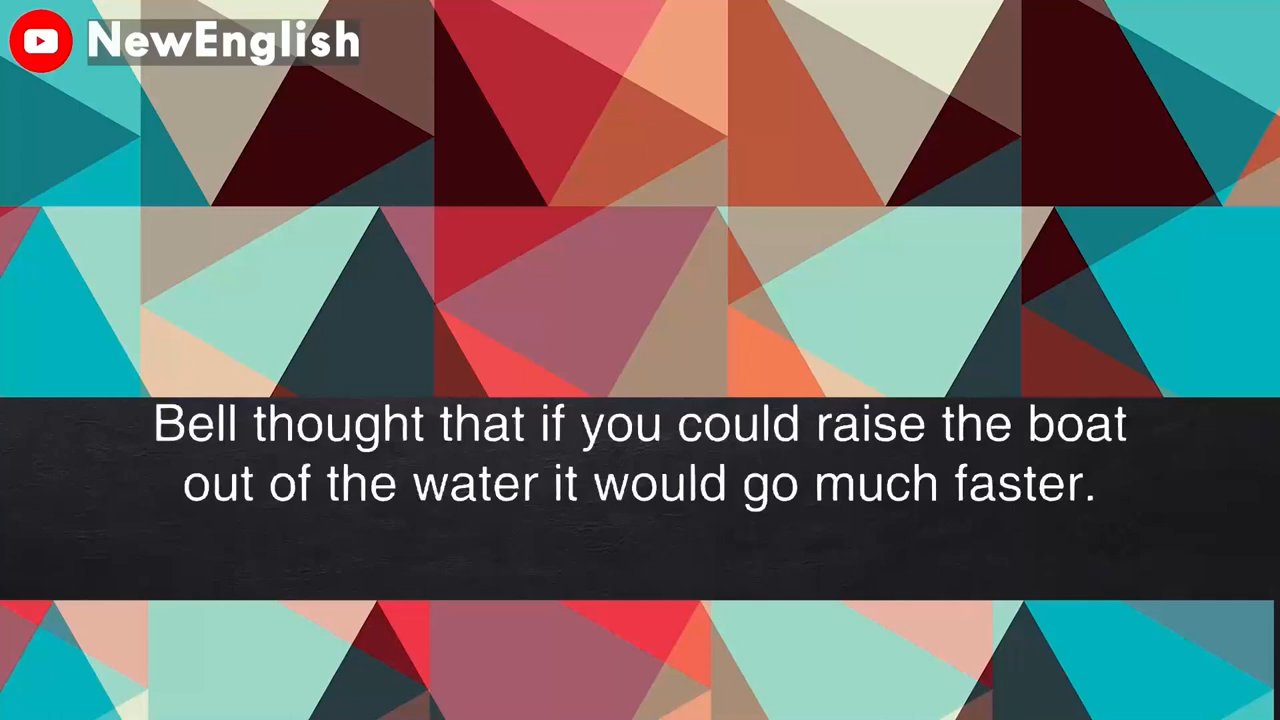 NewEnglish
Bell thought that if you could raise the boat
out of the water it would go much faster.